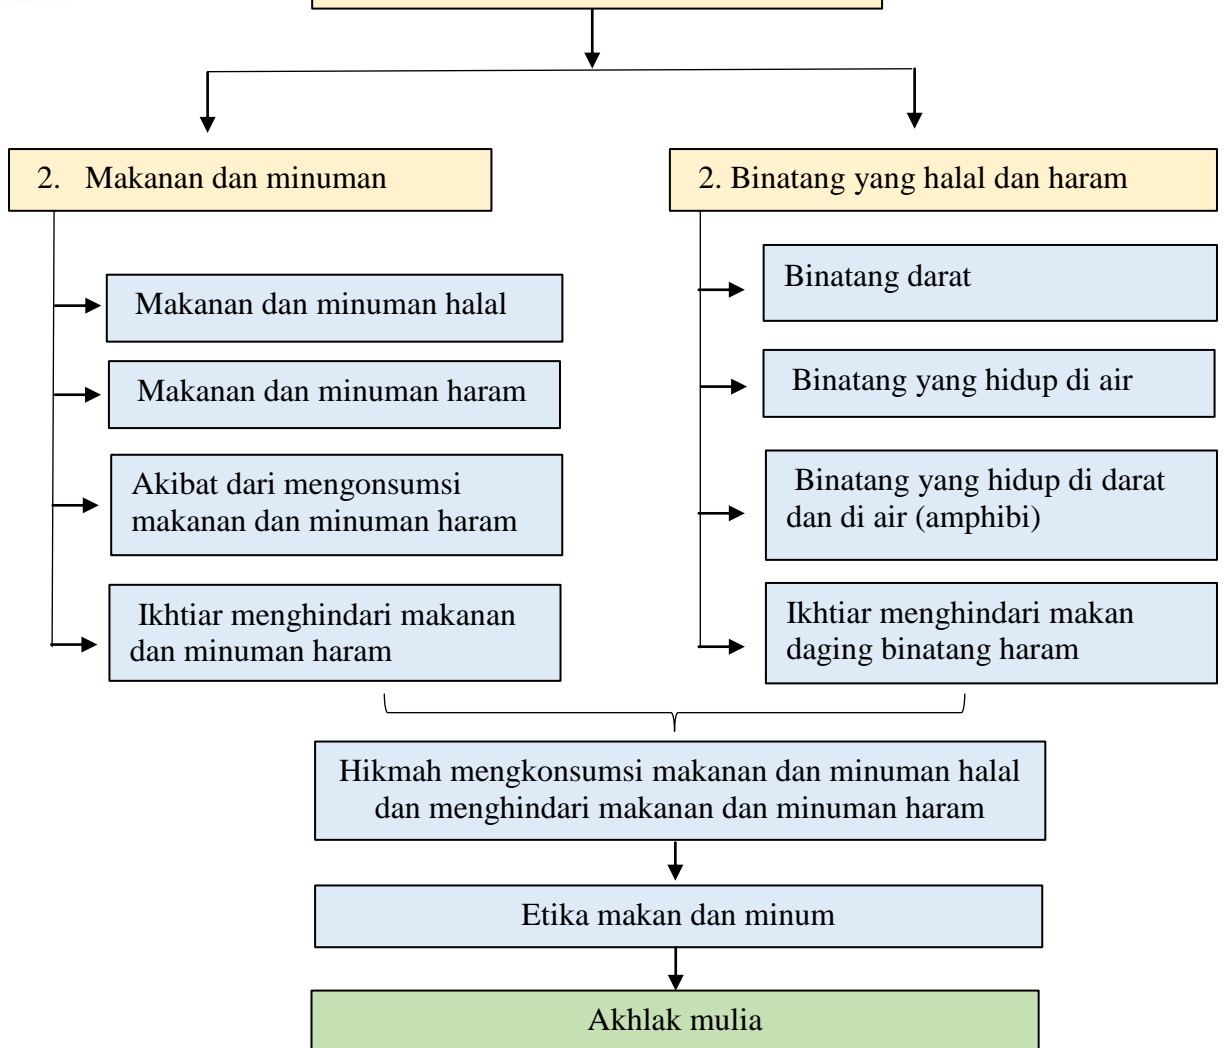 2. Makanan dan minuman
Makanan dan minuman halal
Makanan dan minuman haram
Akibat dari mengonsumsi
makanan dan minuman haram
Ikhtiar menghindari makanan
dan minuman haram
2. Binatang yang halal dan haram
Binatang darat
Binatang yang hidup di air
Binatang yang hidup di darat
dan di air (amphibi)
Ikhtiar menghindari makan
daging binatang haram
Hikmah mengkonsumsi makanan dan minuman halal
dan menghindari makanan dan minuman haram
Etika makan dan minum
Akhlak mulia